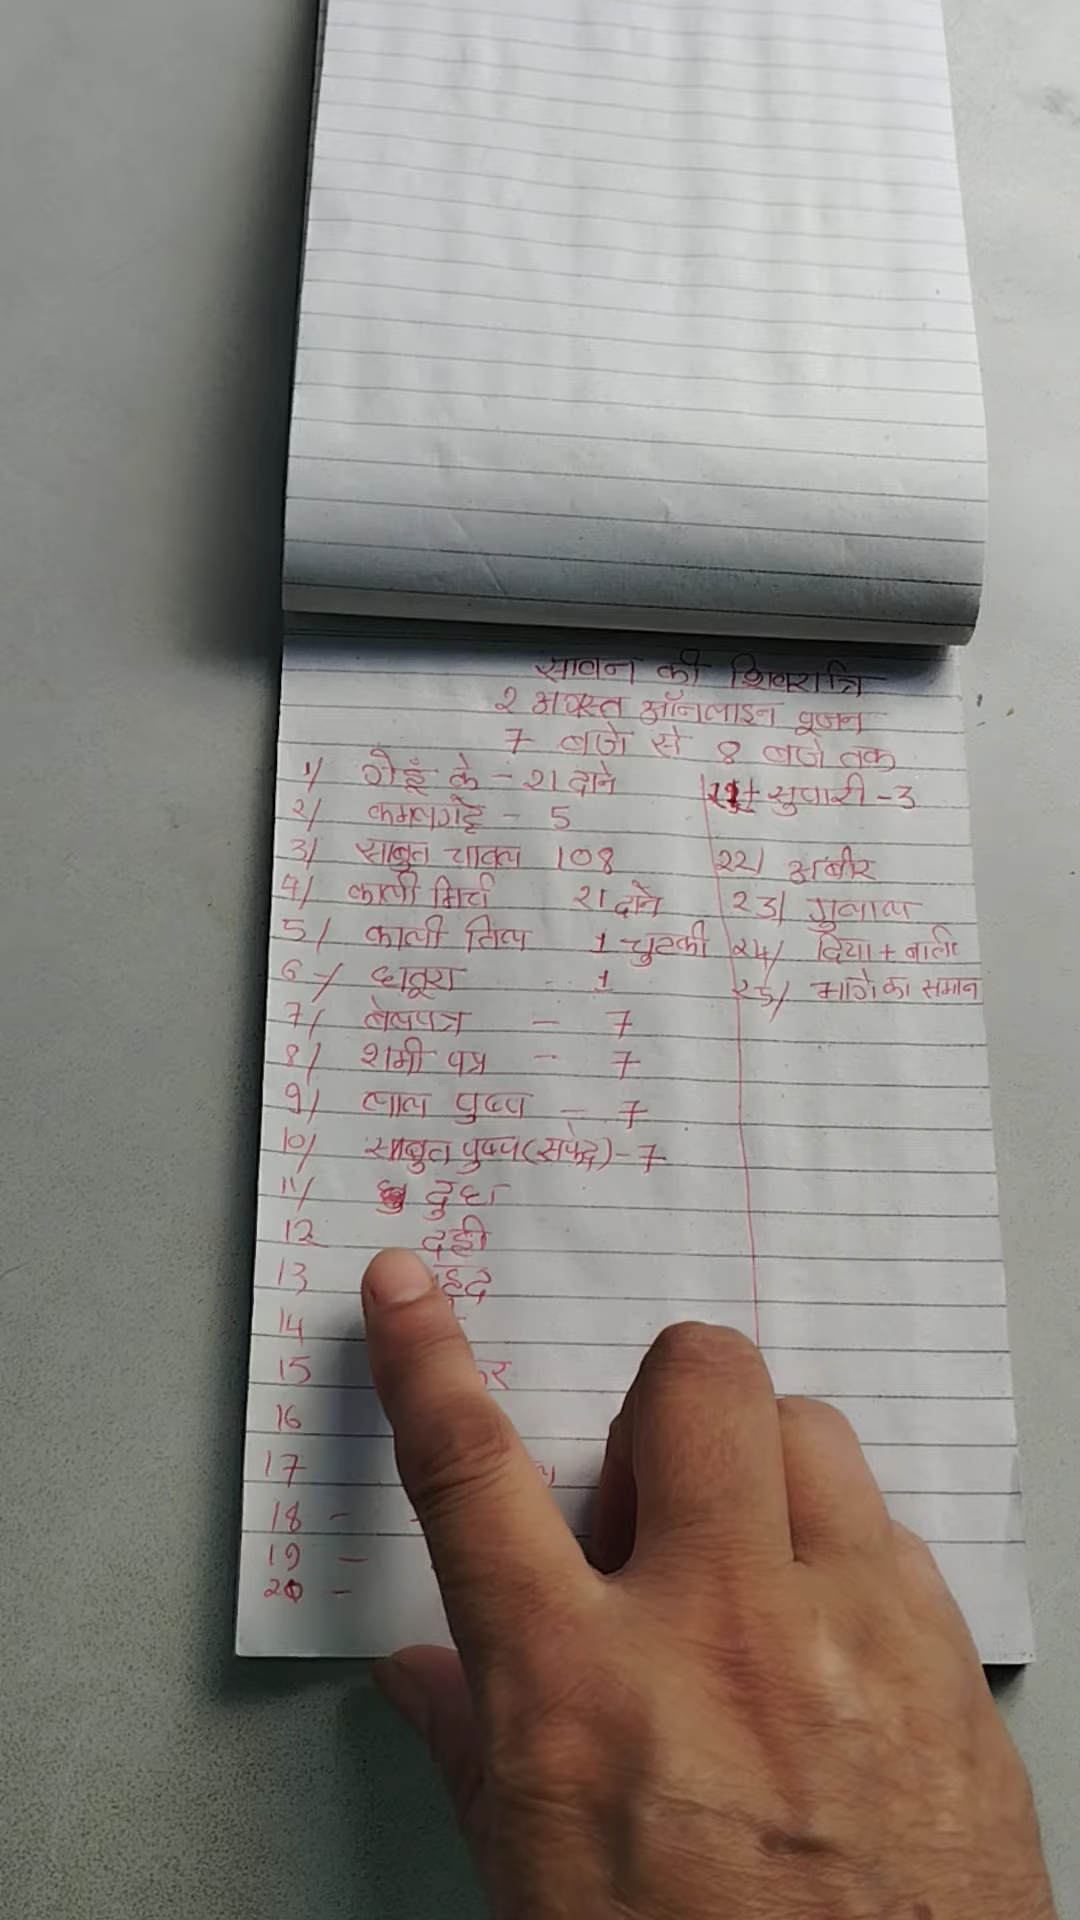 सावन की शिवरात्रि
2 अगस्त ऑनलाइन पूजन
7 बजे से 8 बजे तक
1) गेहूँ के - 21 दाने
2) कमलगट्टे - 5
3) साबुत चावल 108
4) काली मिर्च 21 दाने
5) काली तिल 1 चुटकी
6) धतूरा - 1
7) बेलपत्र - 7
8) शमी पत्र - 7
9) लाल पुष्प - 7
10) साबुत पुष्प (सफेद) - 7
11) दुध
12 दही
13
14
15
16
17
18 -
19 -
20 -
21 सुपारी - 3
22) अबीर
23) गुलाल
24) दिया + बाती
25) का समान